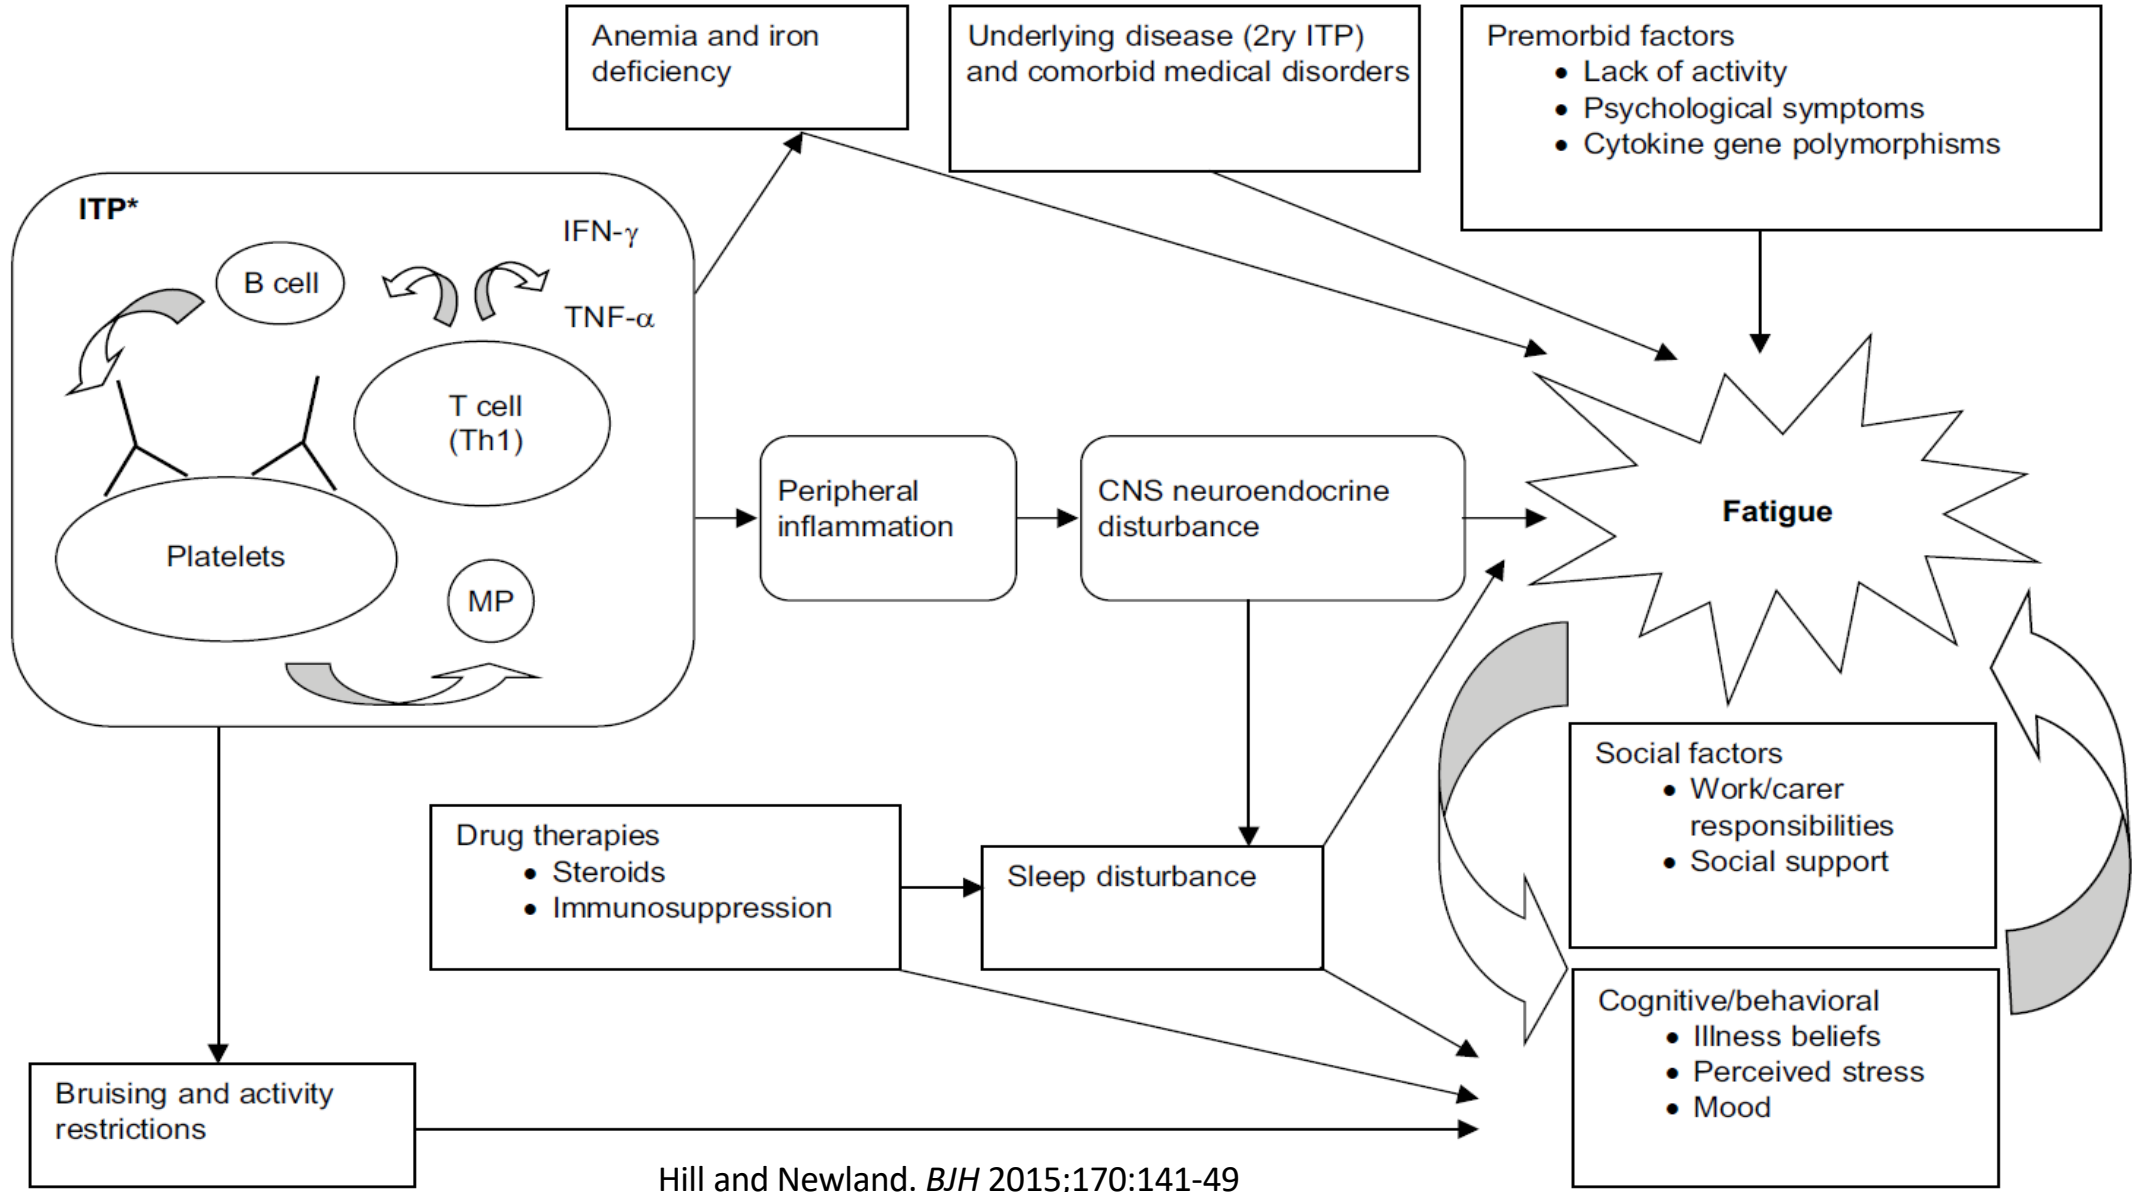 Anemia and iron
deficiency
Underlying disease (2ry ITP)
and comorbid medical disorders
Premorbid factors
• Lack of activity
• Psychological symptoms
• Cytokine gene polymorphisms
ITP*
IFN-γ
B cell
TNF-α
T cell
(Th1)
Platelets
MP
Peripheral
inflammation
CNS neuroendocrine
disturbance
Fatigue
Social factors
• Work/carer
responsibilities
• Social support
Drug therapies
• Steroids
• Immunosuppression
Sleep disturbance
Cognitive/behavioral
• Illness beliefs
• Perceived stress
• Mood
Bruising and activity
restrictions
Hill and Newland. BJH 2015;170:141-49